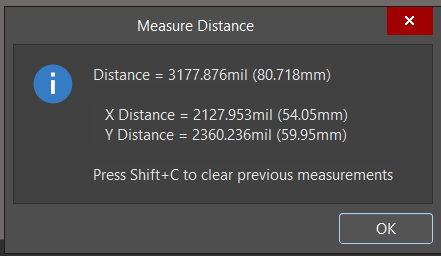 Measure Distance
Distance = 3177.876mil (80.718mm)
X Distance = 2127.953mil (54.05mm)
Y Distance = 2360.236mil (59.95mm)
Press Shift+C to clear previous measurements
OK